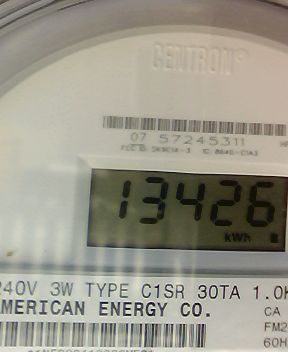 CENTRON®
07 57245311
13426
kWh
240V 3W TYPE C1SR 30TA 1.0K
AMERICAN ENERGY CO.
CA
FM2
60H